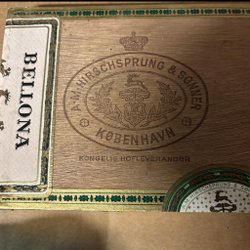 BELLONA
A.M. HIRSCHSPRUNG & SØNNER
KØBENHAVN
KONGELIG HOFLEVERANDØR